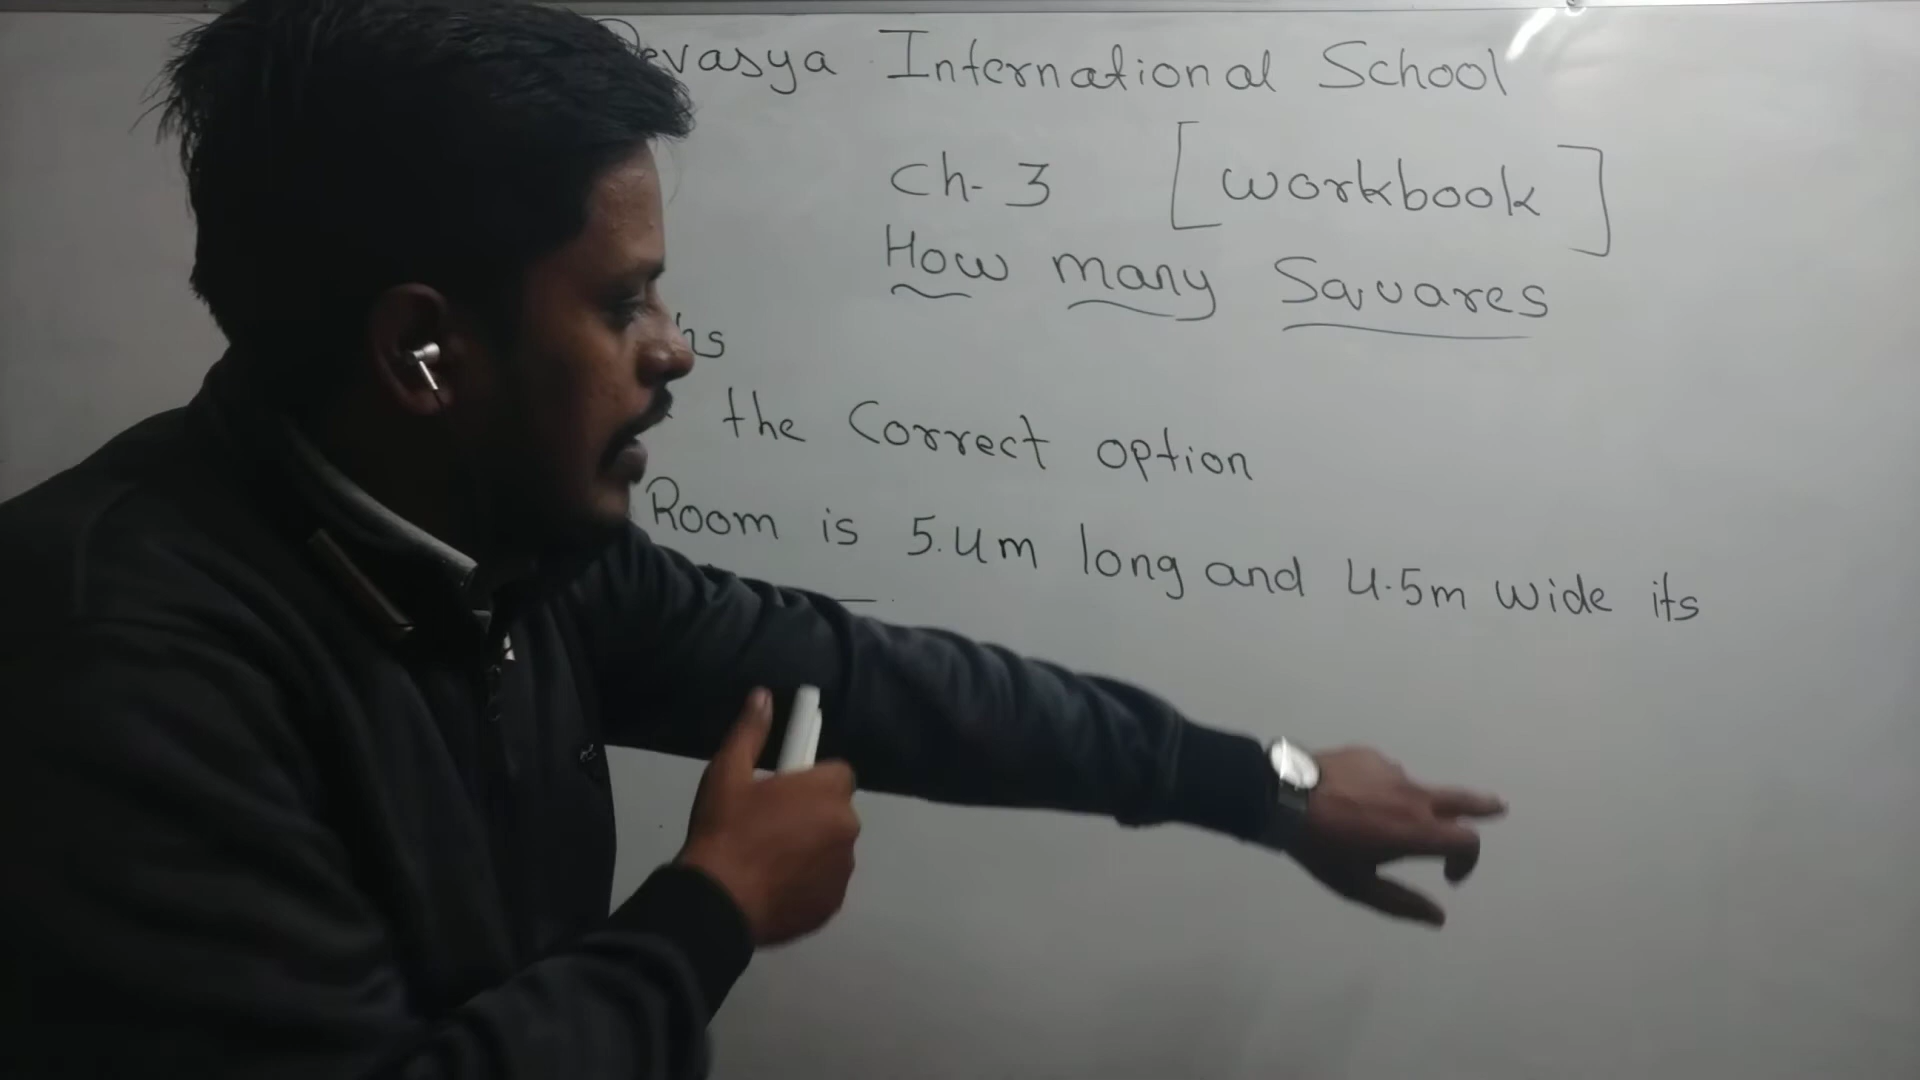 Devasya International School
Ch-3 [workbook]
How many Squares
the Correct option
Room is 5.4m long and 4.5m wide its